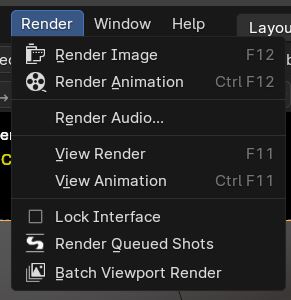 Render Window Help Layou
Render Image F12
Render Animation Ctrl F12
Render Audio...
View Render F11
View Animation Ctrl F11
Lock Interface
Render Queued Shots
Batch Viewport Render